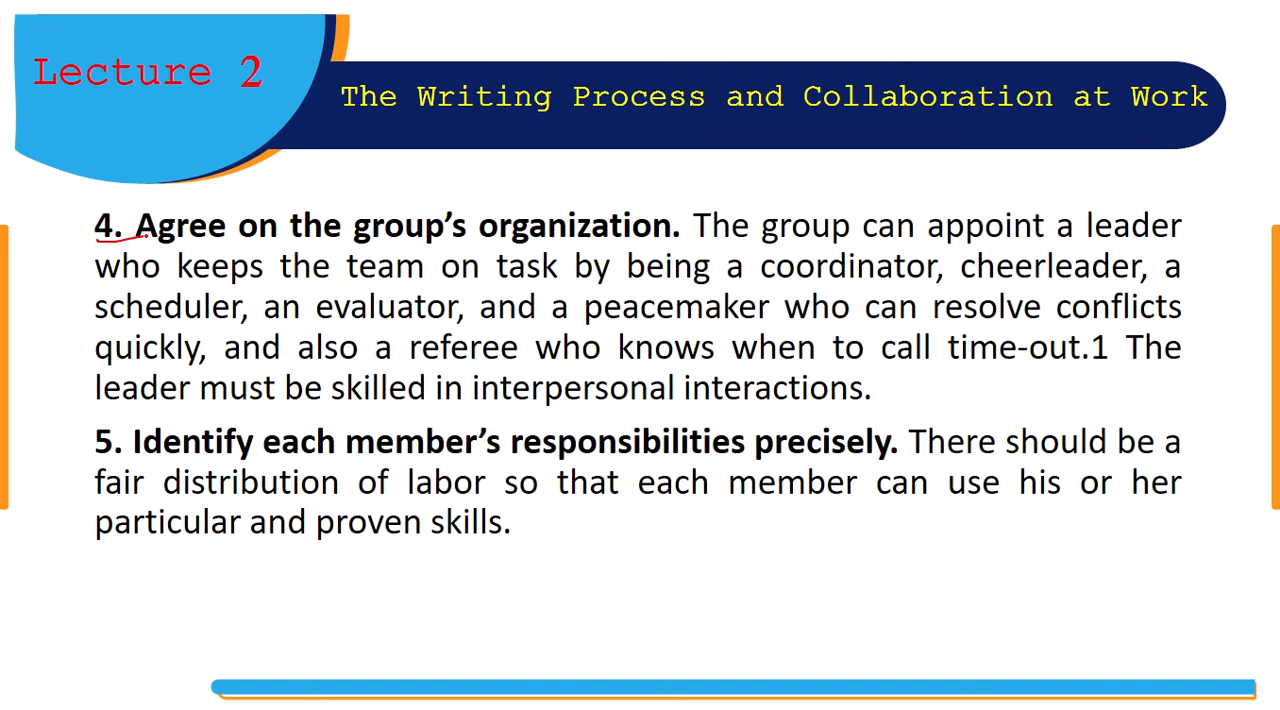 Lecture 2
The Writing Process and Collaboration at Work
4. Agree on the group’s organization. The group can appoint a leader
who keeps the team on task by being a coordinator, cheerleader, a
scheduler, an evaluator, and a peacemaker who can resolve conflicts
quickly, and also a referee who knows when to call time-out.1 The
leader must be skilled in interpersonal interactions.
5. Identify each member’s responsibilities precisely. There should be a
fair distribution of labor so that each member can use his or her
particular and proven skills.